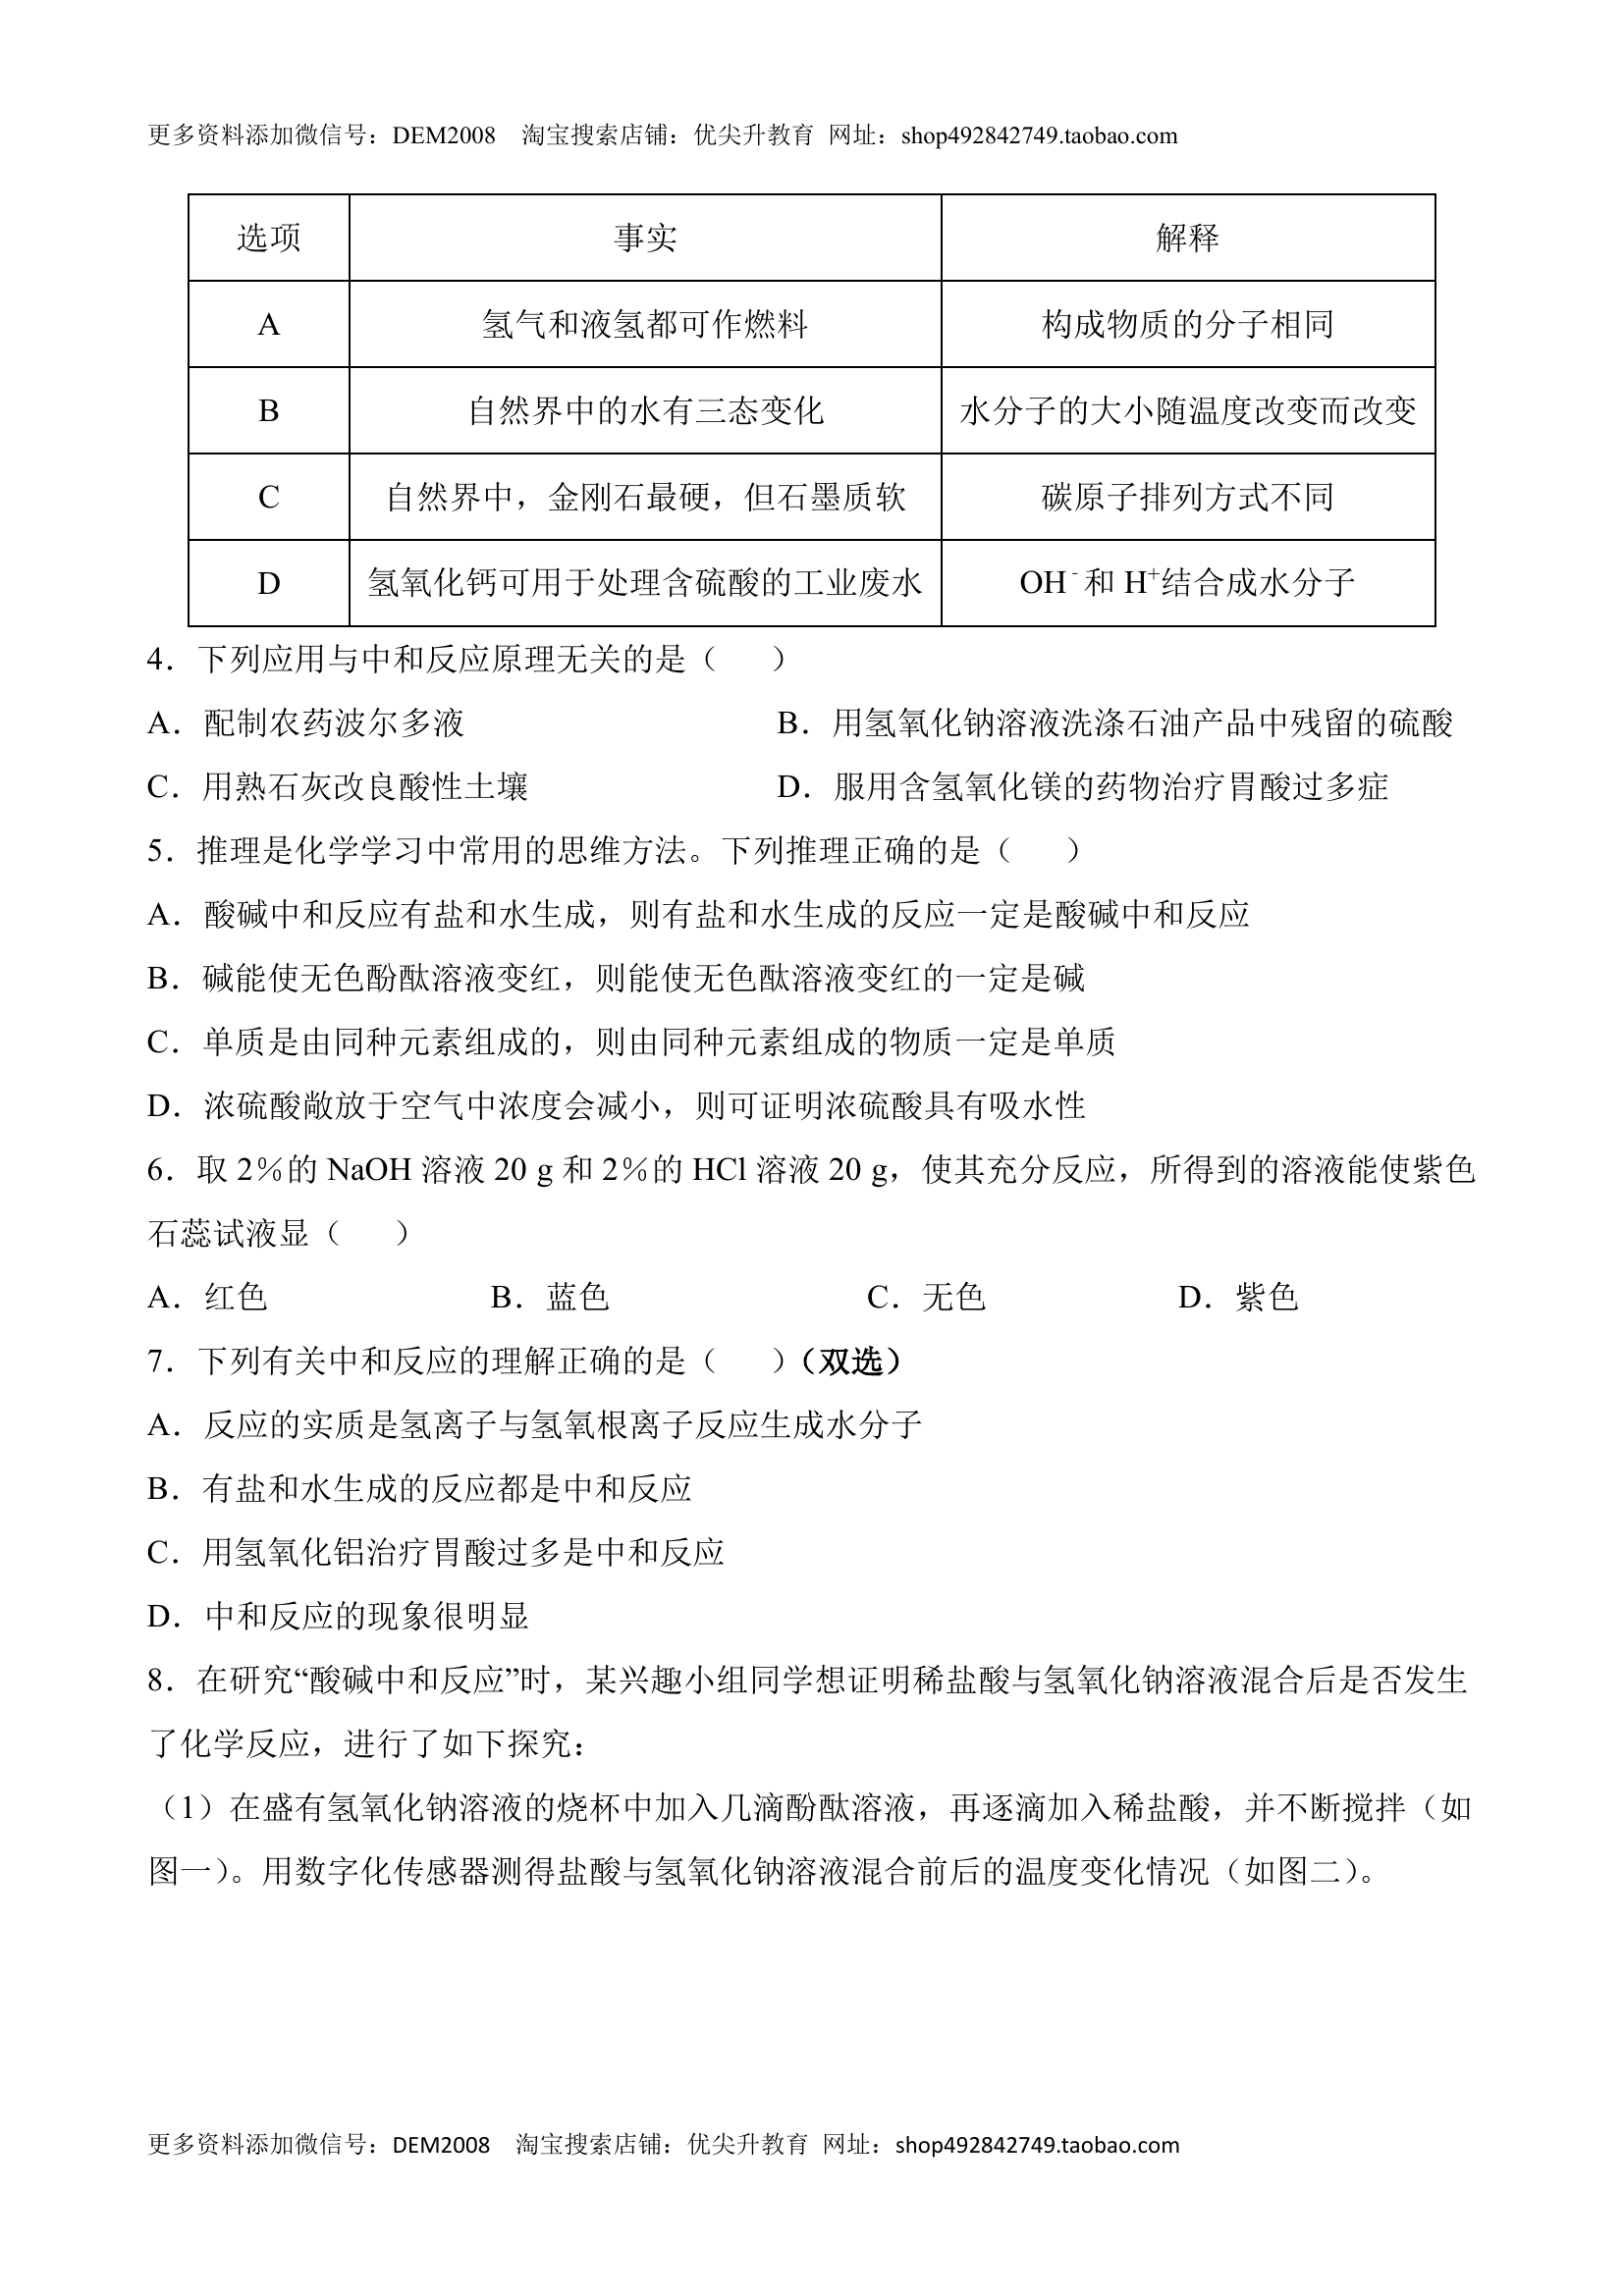 更多资料添加微信号：DEM2008 淘宝搜索店铺：优尖升教育 网址：shop492842749.taobao.com
选项 事实 解释
A 氢气和液氢都可作燃料 构成物质的分子相同
B 自然界中的水有三态变化 水分子的大小随温度改变而改变
C 自然界中，金刚石最硬，但石墨质软 碳原子排列方式不同
D 氢氧化钙可用于处理含硫酸的工业废水 OH⁻和 H⁺结合成水分子
4．下列应用与中和反应原理无关的是（ ）
A．配制农药波尔多液 B．用氢氧化钠溶液洗涤石油产品中残留的硫酸
C．用熟石灰改良酸性土壤 D．服用含氢氧化镁的药物治疗胃酸过多症
5．推理是化学学习中常用的思维方法。下列推理正确的是（ ）
A．酸碱中和反应有盐和水生成，则有盐和水生成的反应一定是酸碱中和反应
B．碱能使无色酚酞溶液变红，则能使无色酞溶液变红的一定是碱
C．单质是由同种元素组成的，则由同种元素组成的物质一定是单质
D．浓硫酸敞放于空气中浓度会减小，则可证明浓硫酸具有吸水性
6．取 2%的 NaOH 溶液 20 g 和 2%的 HCl 溶液 20 g，使其充分反应，所得到的溶液能使紫色
石蕊试液显（ ）
A．红色 B．蓝色 C．无色 D．紫色
7．下列有关中和反应的理解正确的是（ ）（双选）
A．反应的实质是氢离子与氢氧根离子反应生成水分子
B．有盐和水生成的反应都是中和反应
C．用氢氧化铝治疗胃酸过多是中和反应
D．中和反应的现象很明显
8．在研究“酸碱中和反应”时，某兴趣小组同学想证明稀盐酸与氢氧化钠溶液混合后是否发生
了化学反应，进行了如下探究：
（1）在盛有氢氧化钠溶液的烧杯中加入几滴酚酞溶液，再逐滴加入稀盐酸，并不断搅拌（如
图一）。用数字化传感器测得盐酸与氢氧化钠溶液混合前后的温度变化情况（如图二）。
更多资料添加微信号：DEM2008 淘宝搜索店铺：优尖升教育 网址：shop492842749.taobao.com